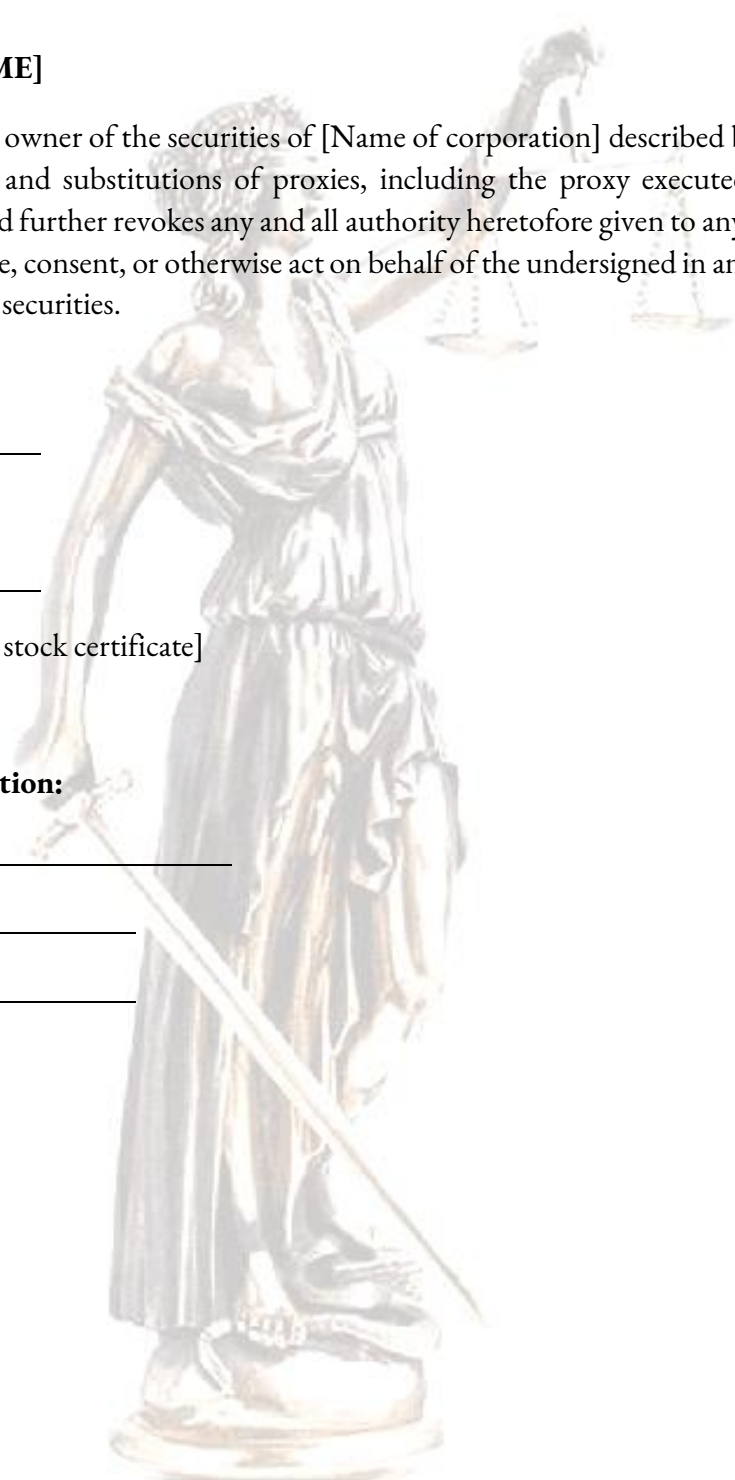 ME]
owner of the securities of [Name of corporation] described
and substitutions of proxies, including the proxy executed
d further revokes any and all authority heretofore given to any
e, consent, or otherwise act on behalf of the undersigned in an
securities.
stock certificate]
tion: